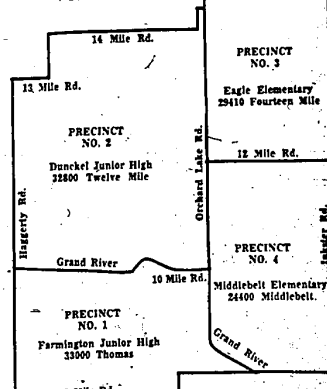 14 Mile Rd.
PRECINCT
NO. 3
Eagle Elementary
29410 Fourteen Mile
13 Mile Rd.
PRECINCT
NO. 2
Dunckel Junior High
32800 Twelve Mile
Orchard Lake Rd.
12 Mile Rd.
Haggerty Rd.
Grand River
10 Mile Rd.
PRECINCT
NO. 4
Middlebelt Elementary
24400 Middlebelt
PRECINCT
NO. 1
Farmington Junior High
33000 Thomas
Grand River